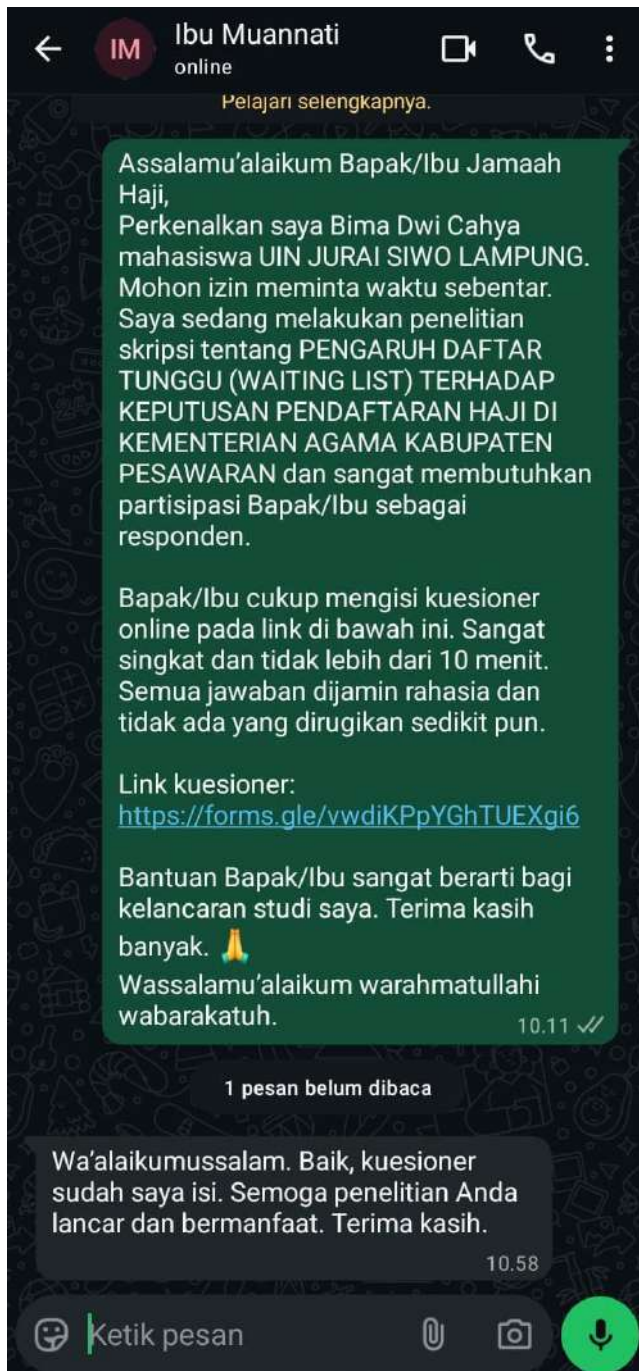 Ibu Muannati
IM
online
Pelajari selengkapnya.
Assalamu'alaikum Bapak/Ibu Jamaah
Haji,
Perkenalkan saya Bima Dwi Cahya
mahasiswa UIN JURAI SIWO LAMPUNG.
Mohon izin meminta waktu sebentar.
Saya sedang melakukan penelitian
skripsi tentang PENGARUH DAFTAR
TUNGGU (WAITING LIST) TERHADAP
KEPUTUSAN PENDAFTARAN HAJI DI
KEMENTERIAN AGAMA KABUPATEN
PESAWARAN dan sangat membutuhkan
partisipasi Bapak/Ibu sebagai
responden.
Bapak/Ibu cukup mengisi kuesioner
online pada link di bawah ini. Sangat
singkat dan tidak lebih dari 10 menit.
Semua jawaban dijamin rahasia dan
tidak ada yang dirugikan sedikit pun.
Link kuesioner:
https://forms.gle/vwdiKPpYGhTUEXgi6
Bantuan Bapak/Ibu sangat berarti bagi
kelancaran studi saya. Terima kasih
banyak. 🙏
Wassalamu'alaikum warahmatullahi
wabarakatuh.
10.11
1 pesan belum dibaca
Wa'alaikumussalam. Baik, kuesioner
sudah saya isi. Semoga penelitian Anda
lancar dan bermanfaat. Terima kasih.
10.58
Ketik pesan